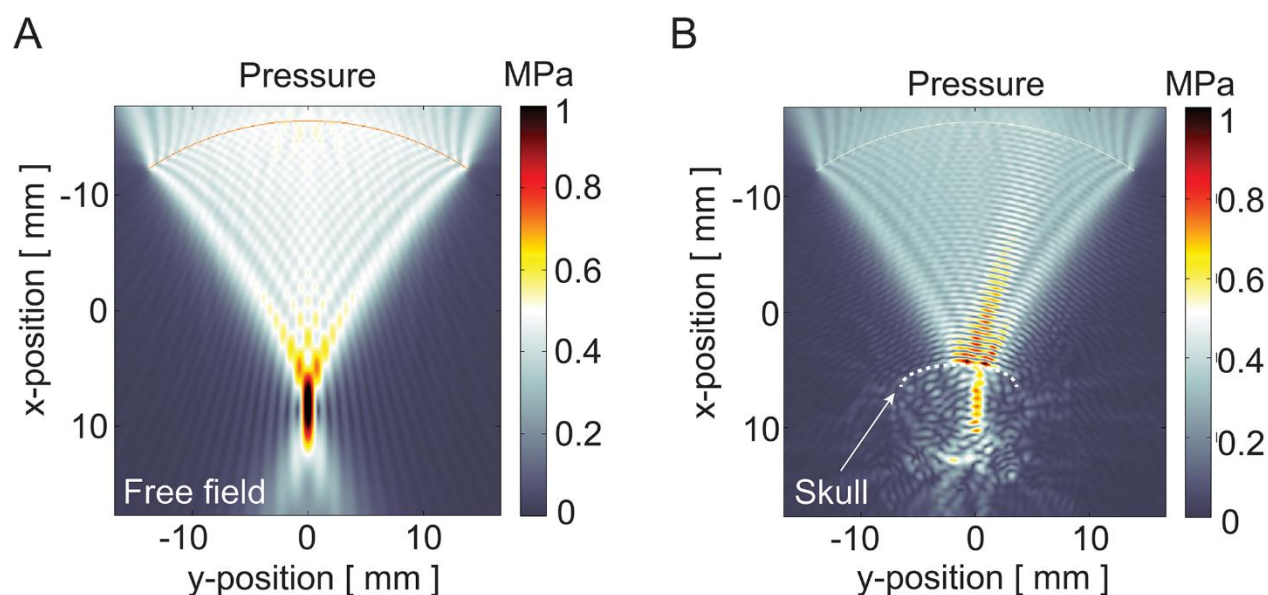 A
Pressure
MPa
1
0.8
0.6
0.4
0.2
0
-10
0
10
x-position [ mm ]
Free field
-10
0
10
y-position [ mm ]
B
Pressure
MPa
1
0.8
0.6
0.4
0.2
0
-10
0
10
x-position [ mm ]
Skull
-10
0
10
y-position [ mm ]